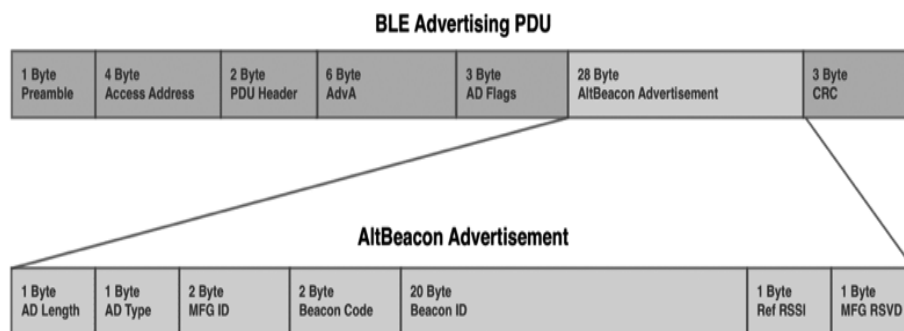 BLE Advertising PDU
1 Byte
Preamble
4 Byte
Access Address
2 Byte
PDU Header
6 Byte
AdvA
3 Byte
AD Flags
28 Byte
AltBeacon Advertisement
3 Byte
CRC
AltBeacon Advertisement
1 Byte
AD Length
1 Byte
AD Type
2 Byte
MFG ID
2 Byte
Beacon Code
20 Byte
Beacon ID
1 Byte
Ref RSSI
1 Byte
MFG RSVD